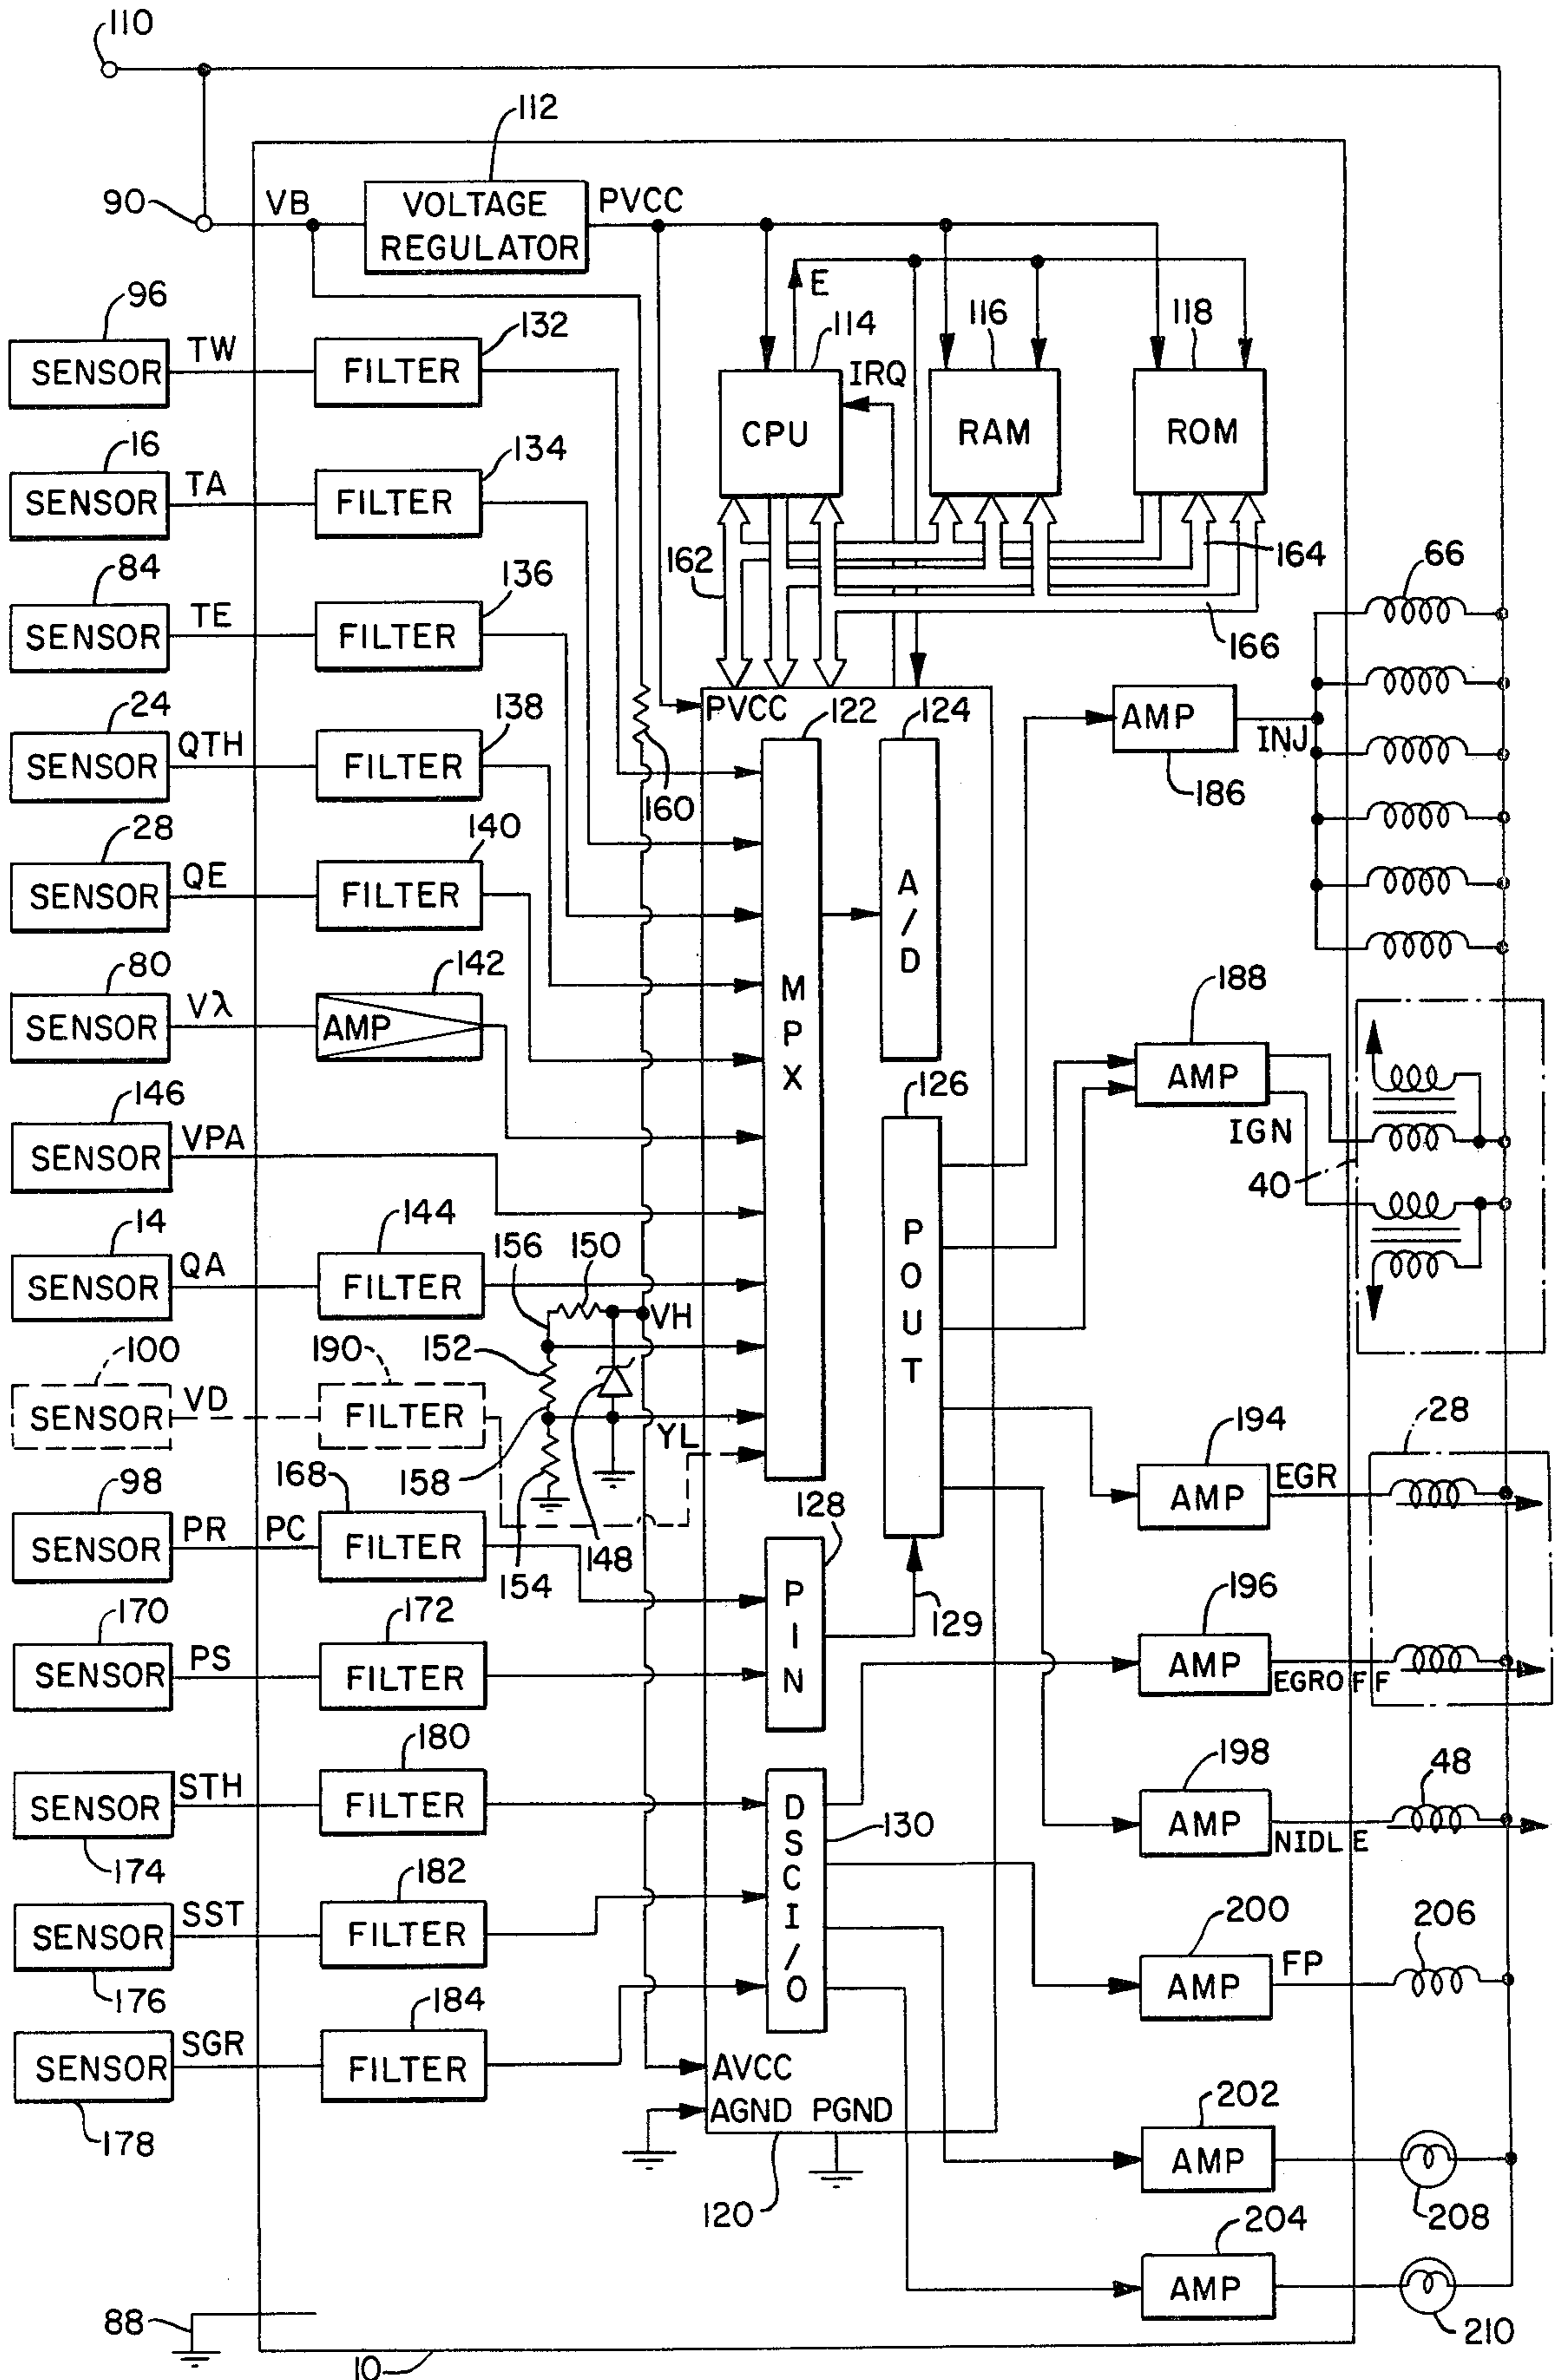 110
112
90
VB
VOLTAGE
REGULATOR
PVCC
E
96
SENSOR
TW
132
FILTER
114
CPU
IRQ
116
RAM
118
ROM
16
SENSOR
TA
134
FILTER
162
164
166
84
SENSOR
TE
136
FILTER
66
24
SENSOR
QTH
138
FILTER
160
PVCC
122
124
AMP
INJ
186
28
SENSOR
QE
140
FILTER
A
/
D
80
SENSOR
Vλ
142
AMP
M
P
X
188
AMP
IGN
40
146
SENSOR
VPA
126
P
O
U
T
14
SENSOR
QA
144
FILTER
156
150
VH
152
100
SENSOR
VD
190
FILTER
YL
158
154
148
194
AMP
EGR
28
98
SENSOR
PR
PC
168
FILTER
128
P
I
N
129
170
SENSOR
PS
172
FILTER
196
AMP
EGROFF
STH
SENSOR
174
180
FILTER
D
S
C
I
/
O
130
198
AMP
NIDLE
48
SST
SENSOR
176
182
FILTER
200
AMP
FP
206
SGR
SENSOR
178
184
FILTER
AVCC
AGND PGND
120
202
AMP
208
204
AMP
210
88
10